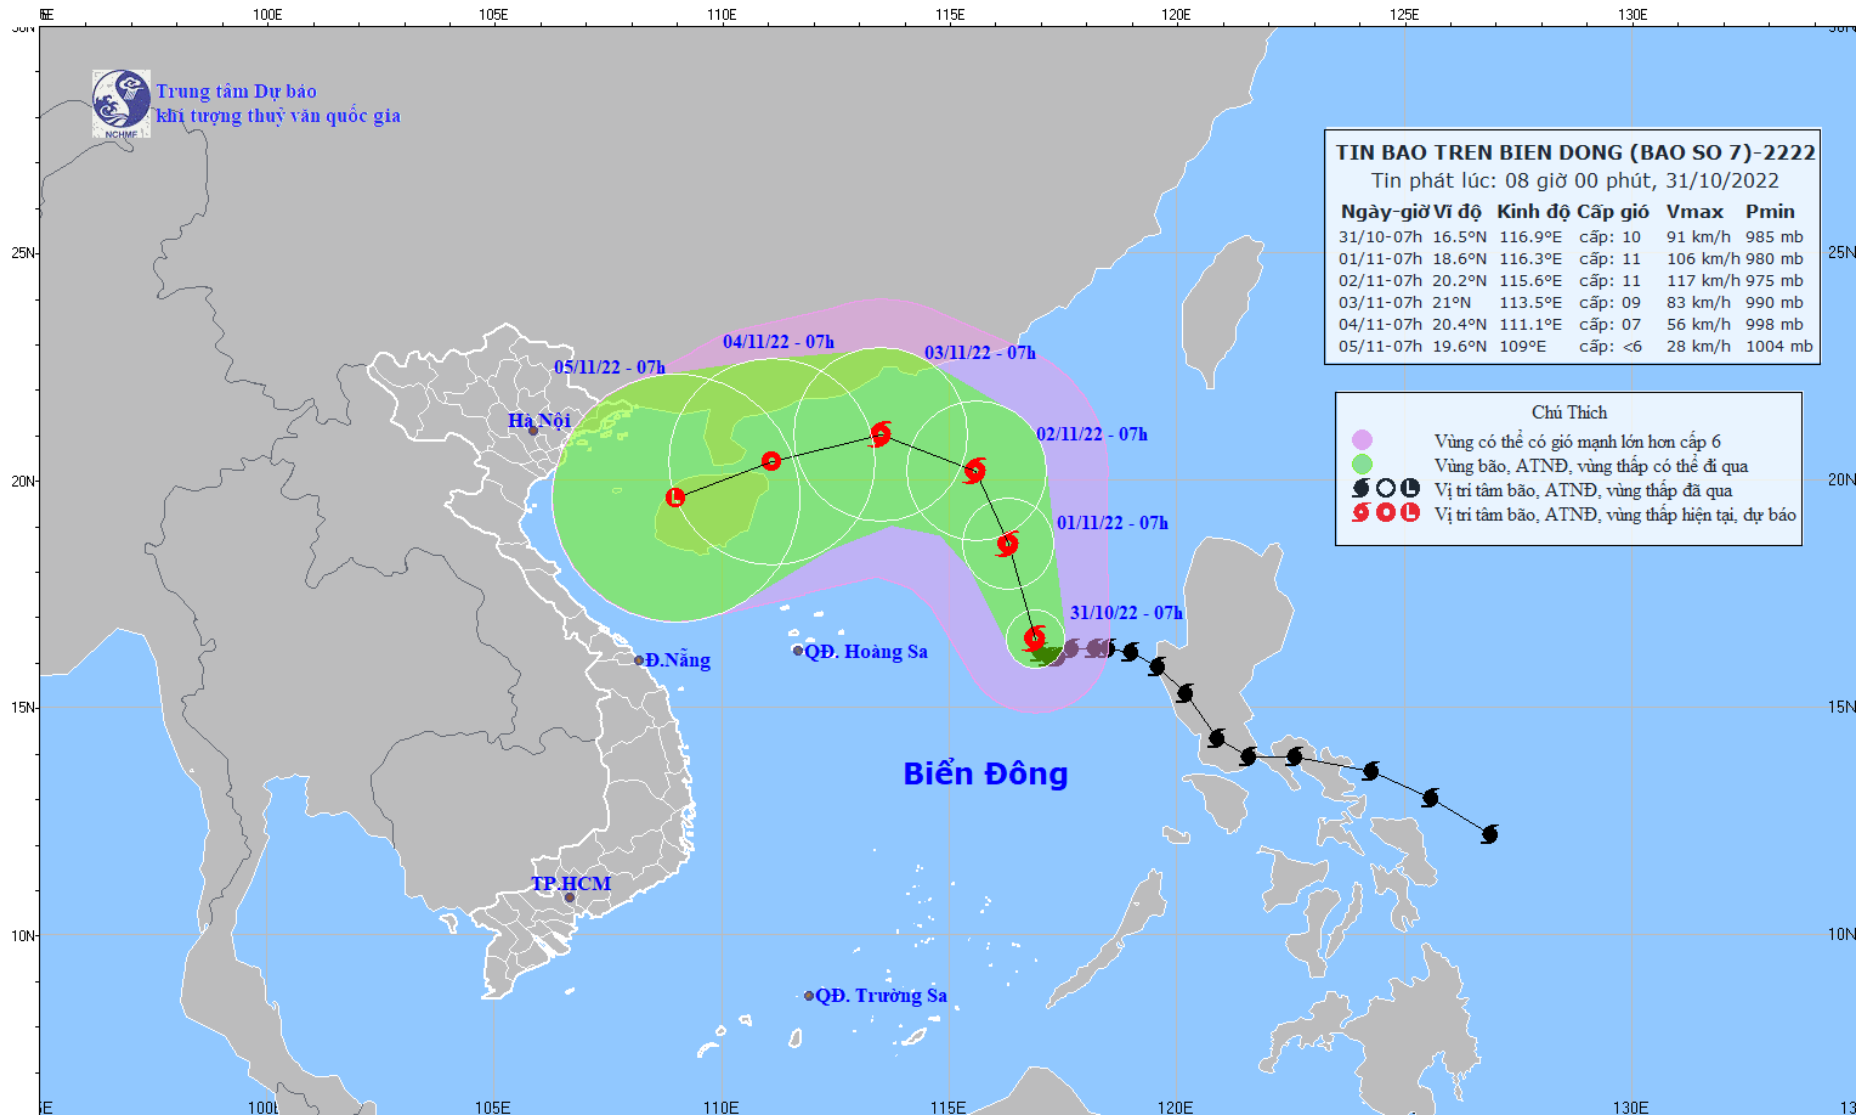 100E 105E 110E 115E 120E 125E 130E
Trung tâm Dự báo
khí tượng thuỷ văn quốc gia
NCHMF
TIN BAO TREN BIEN DONG (BAO SO 7)-2222
Tin phát lúc: 08 giờ 00 phút, 31/10/2022
Ngày-giờ Vĩ độ Kinh độ Cấp gió Vmax Pmin
31/10-07h 16.5°N 116.9°E cấp: 10 91 km/h 985 mb
01/11-07h 18.6°N 116.3°E cấp: 11 106 km/h 980 mb
02/11-07h 20.2°N 115.6°E cấp: 11 117 km/h 975 mb
03/11-07h 21°N 113.5°E cấp: 09 83 km/h 990 mb
04/11-07h 20.4°N 111.1°E cấp: 07 56 km/h 998 mb
05/11-07h 19.6°N 109°E cấp: <6 28 km/h 1004 mb
25N 25N
Chú Thích
Vùng có thể có gió mạnh lớn hơn cấp 6
Vùng bão, ATNĐ, vùng thấp có thể đi qua
L Vị trí tâm bão, ATNĐ, vùng thấp đã qua
L Vị trí tâm bão, ATNĐ, vùng thấp hiện tại, dự báo
04/11/22 - 07h
03/11/22 - 07h
05/11/22 - 07h
Hà Nội
02/11/22 - 07h
20N 20N
L
01/11/22 - 07h
31/10/22 - 07h
QĐ. Hoàng Sa
Đ.Nẵng
15N 15N
Biển Đông
TP.HCM
10N 10N
QĐ. Trường Sa
105E 110E 115E 120E 125E 130E